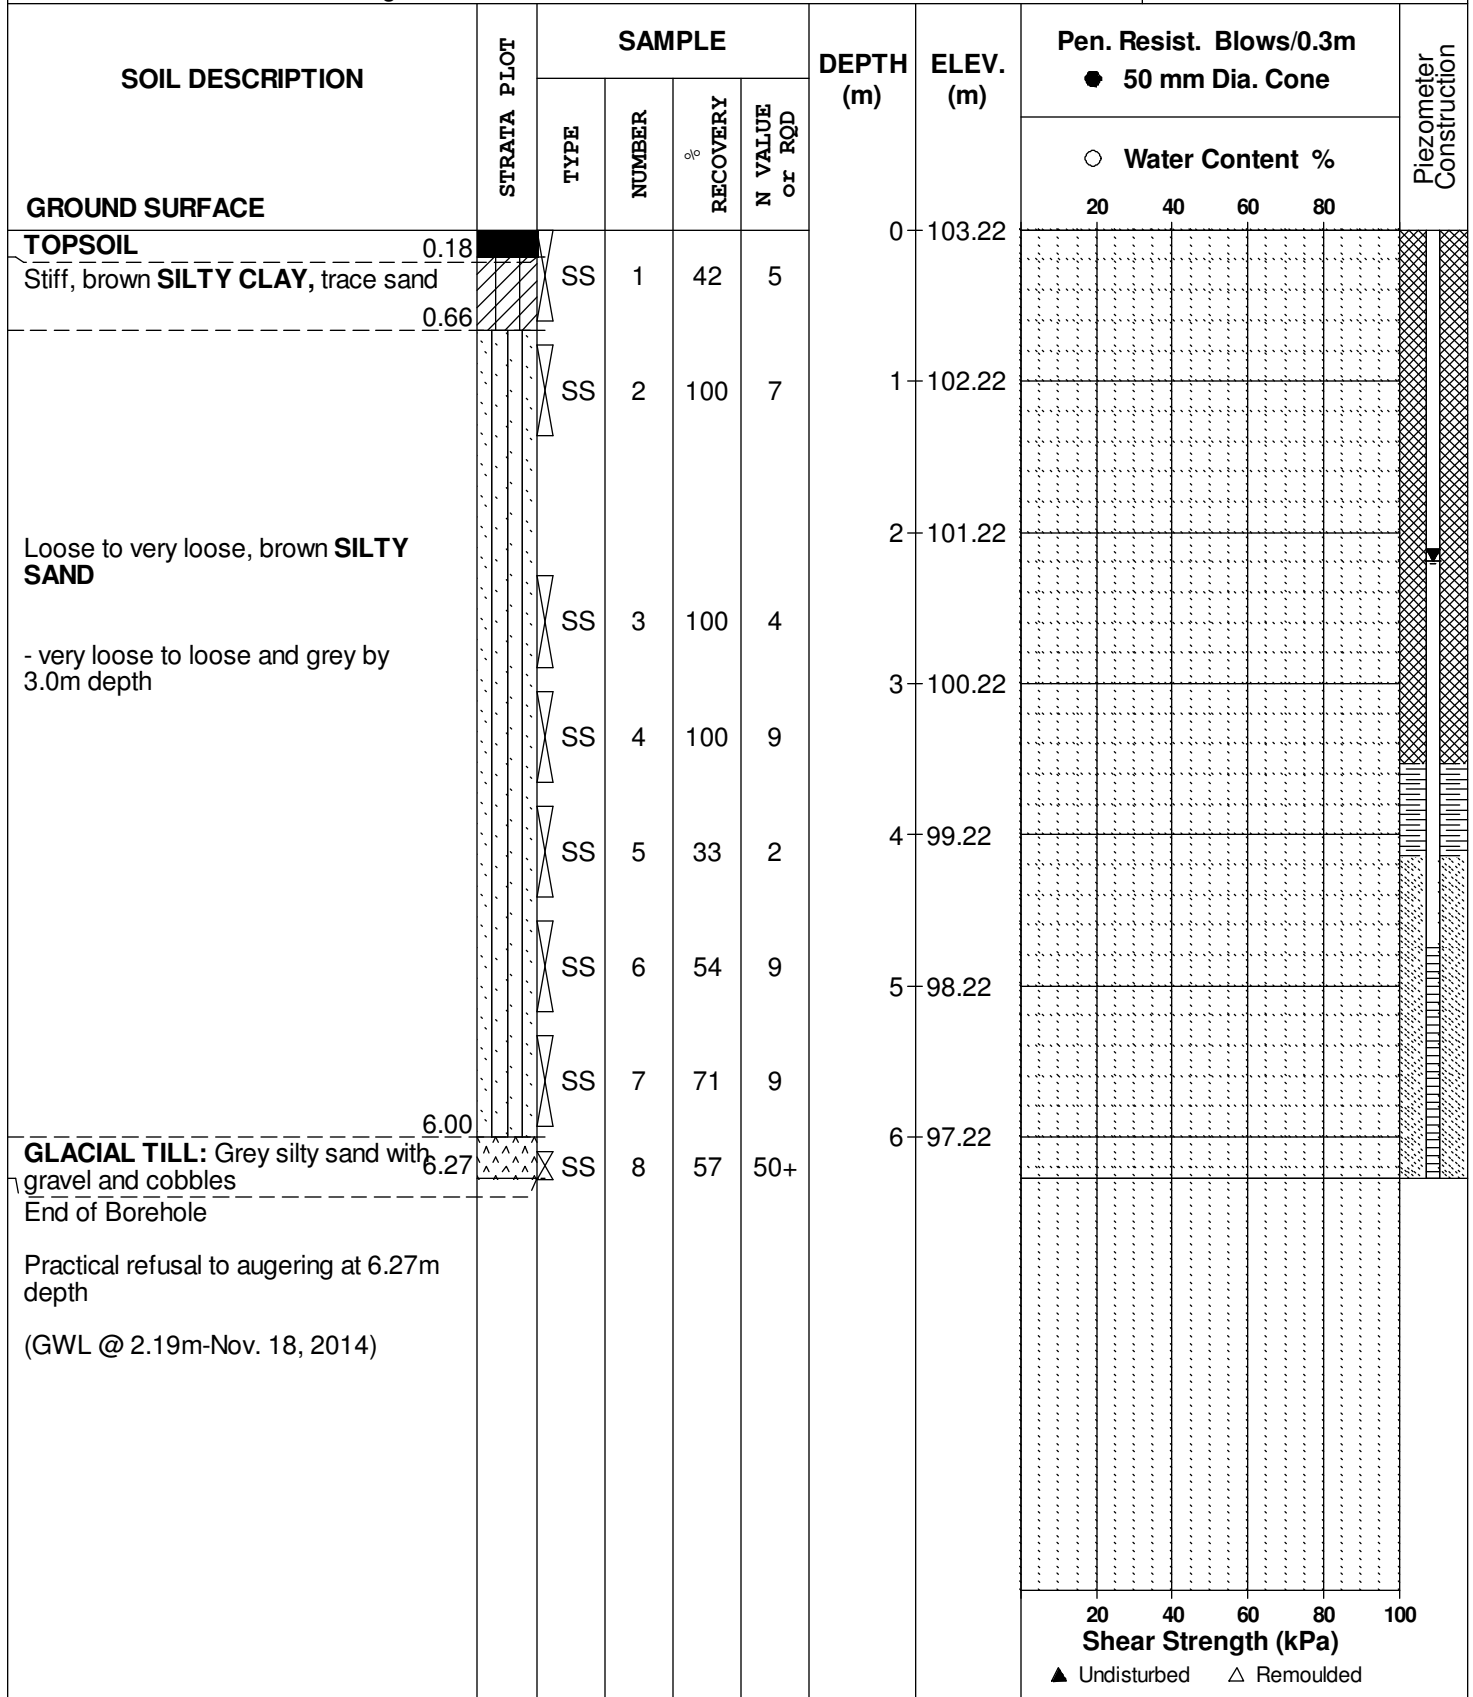 SOIL DESCRIPTION
GROUND SURFACE
STRATA PLOT
SAMPLE
TYPE
NUMBER
% RECOVERY
N VALUE or RQD
DEPTH (m)
ELEV. (m)
Pen. Resist. Blows/0.3m
● 50 mm Dia. Cone
○ Water Content %
20 40 60 80
Piezometer Construction
TOPSOIL 0.18
Stiff, brown SILTY CLAY, trace sand
0.66
Loose to very loose, brown SILTY
SAND
- very loose to loose and grey by
3.0m depth
6.00
GLACIAL TILL: Grey silty sand with
6.27
gravel and cobbles
End of Borehole
Practical refusal to augering at 6.27m
depth
(GWL @ 2.19m-Nov. 18, 2014)
SS 1 42 5
SS 2 100 7
SS 3 100 4
SS 4 100 9
SS 5 33 2
SS 6 54 9
SS 7 71 9
SS 8 57 50+
0 103.22
1 102.22
2 101.22
3 100.22
4 99.22
5 98.22
6 97.22
20 40 60 80 100
Shear Strength (kPa)
▲ Undisturbed △ Remoulded